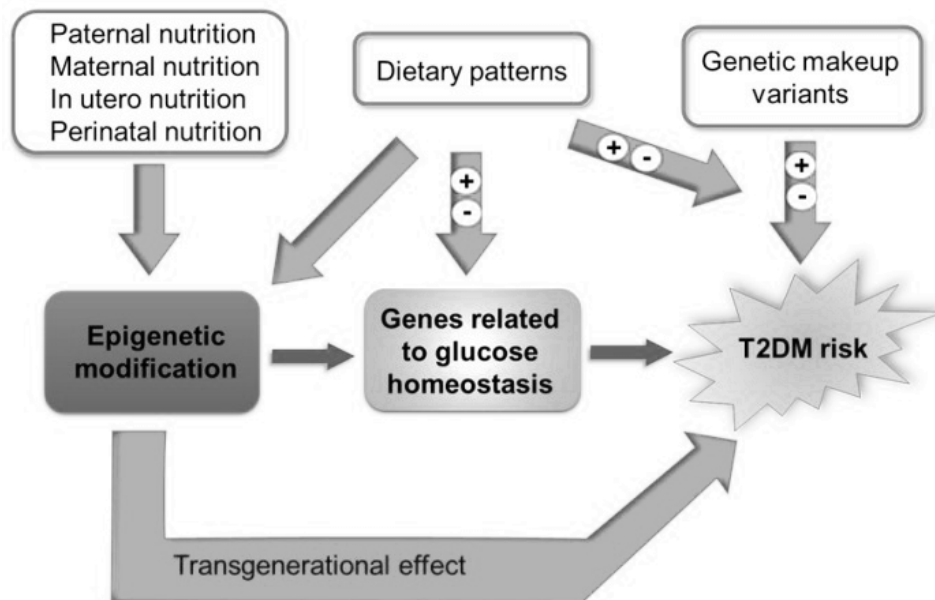 Paternal nutrition
Maternal nutrition
In utero nutrition
Perinatal nutrition
Dietary patterns
Genetic makeup
variants
+
-
+ -
+
-
Epigenetic
modification
Genes related
to glucose
homeostasis
T2DM risk
Transgenerational effect